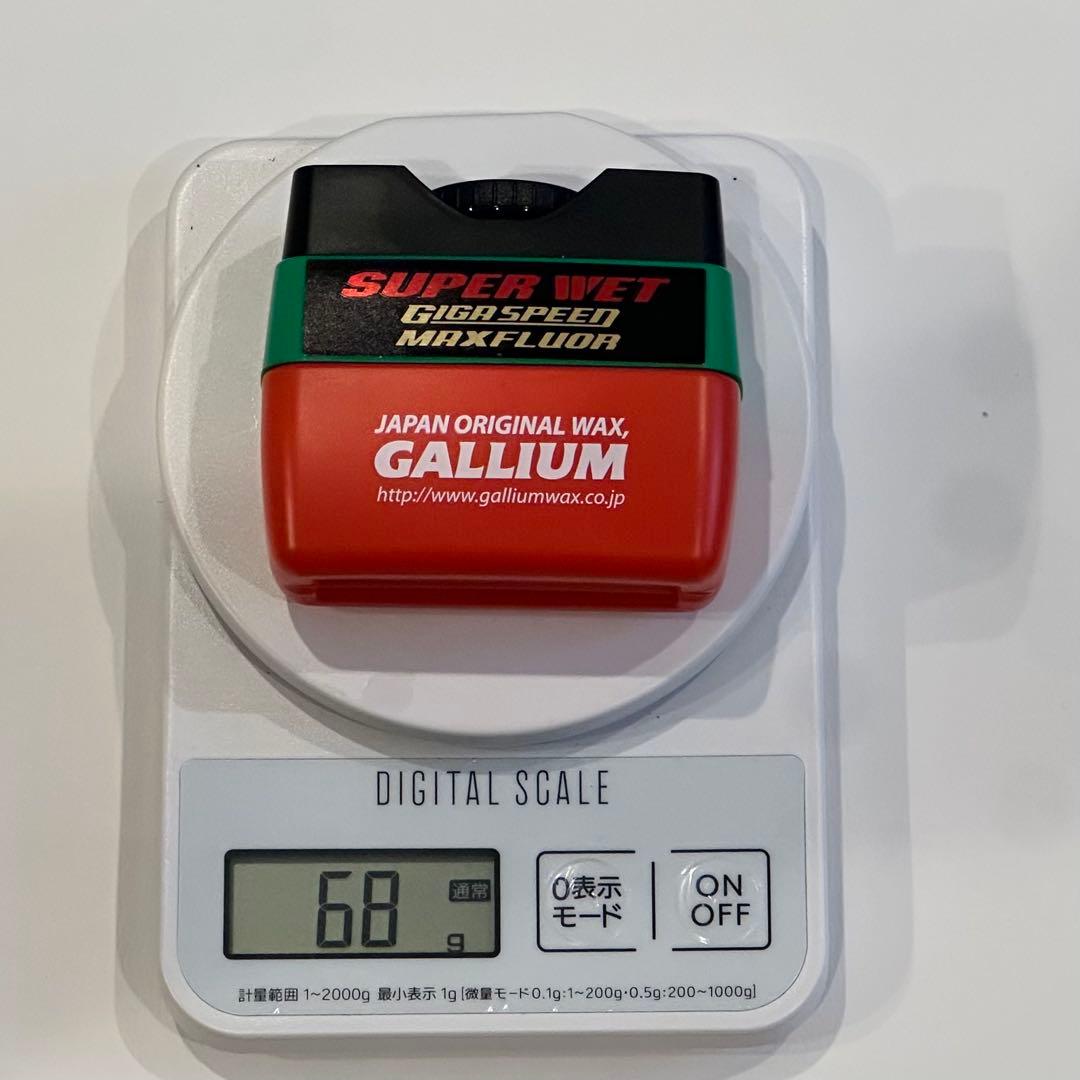 SUPER WET
GIGA SPEED
MAXFLUOR
JAPAN ORIGINAL WAX,
GALLIUM
http://www.galliumwax.co.jp
DIGITAL SCALE
68 通常 g
0表示
モード
ON
OFF
計量範囲 1~2000g 最小表示 1g [微量モード0.1g:1~200g・0.5g:200~1000g]